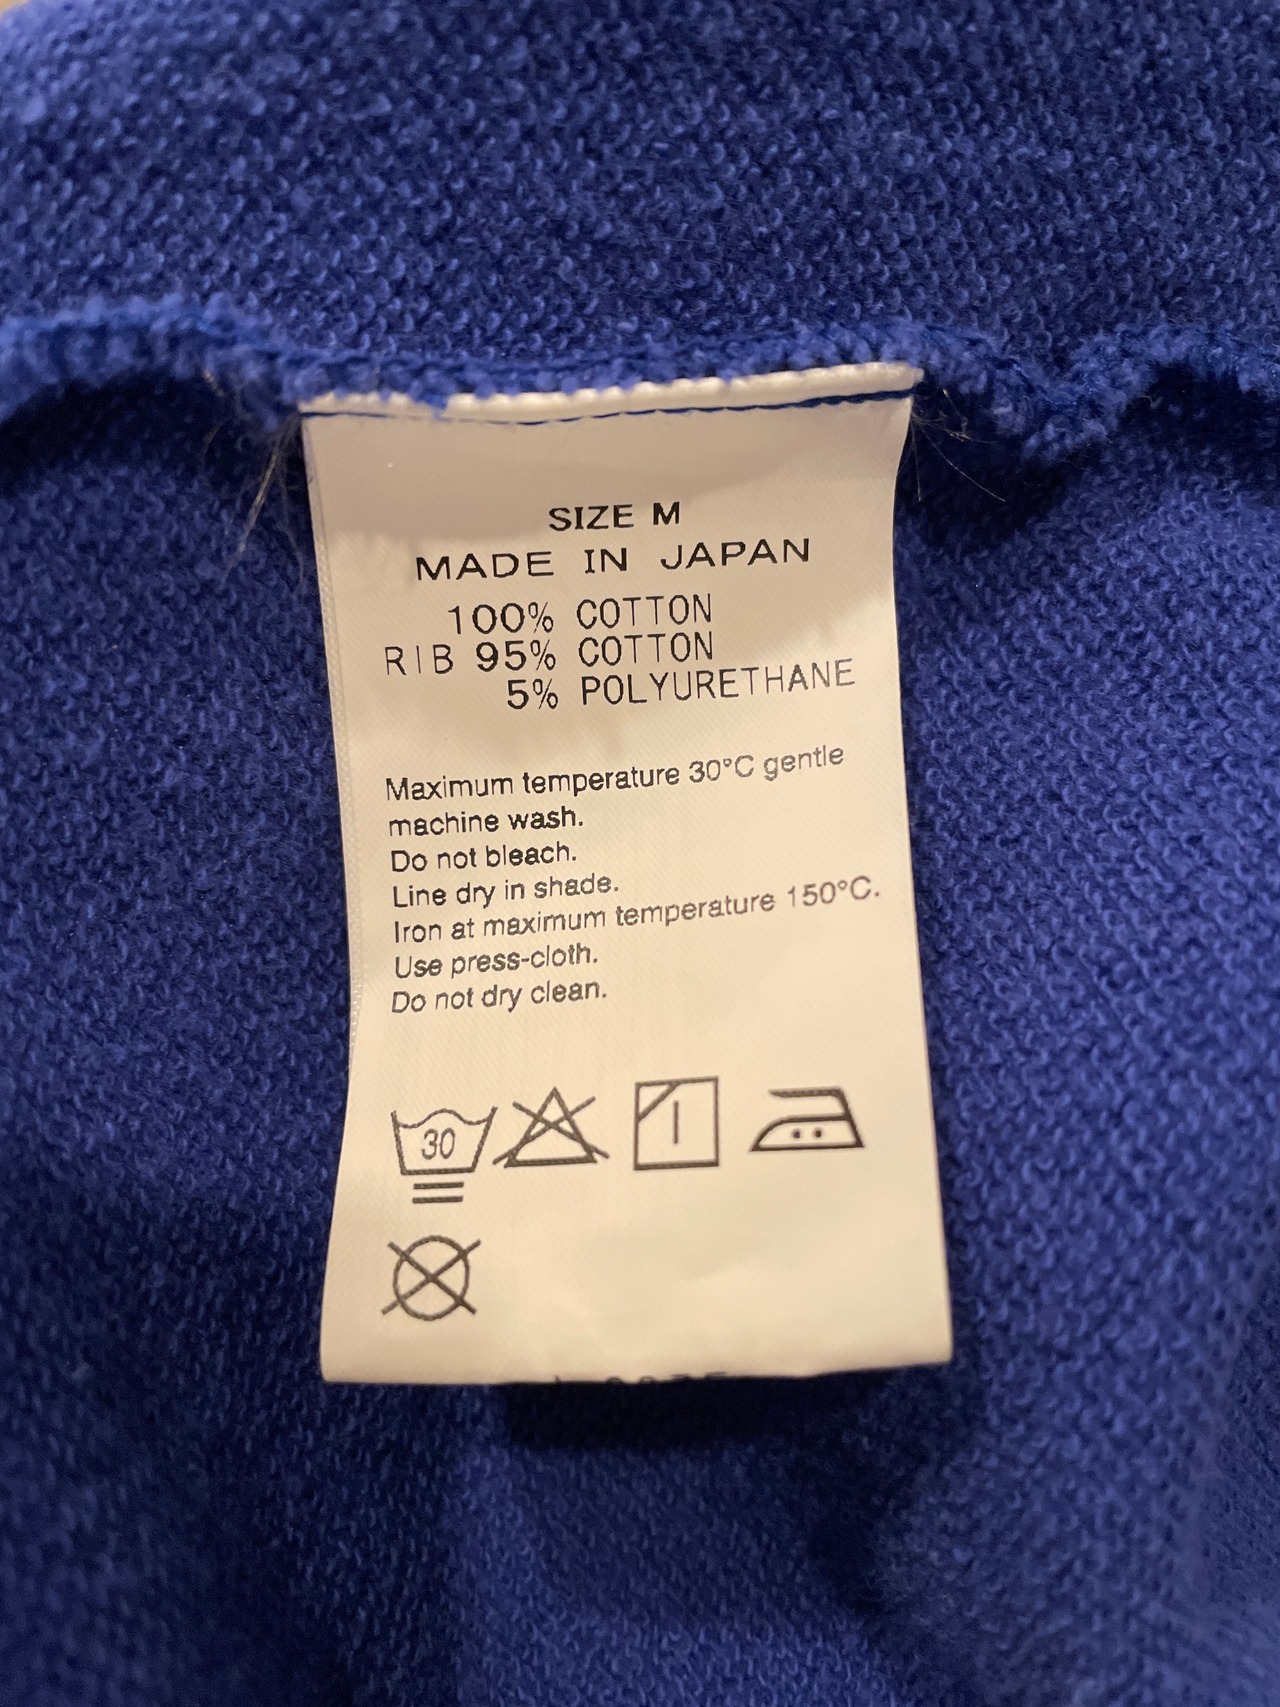 SIZE M
MADE IN JAPAN
100% COTTON
RIB 95% COTTON
5% POLYURETHANE
Maximum temperature 30°C gentle
machine wash.
Do not bleach.
Line dry in shade.
Iron at maximum temperature 150°C.
Use press-cloth.
Do not dry clean.
30